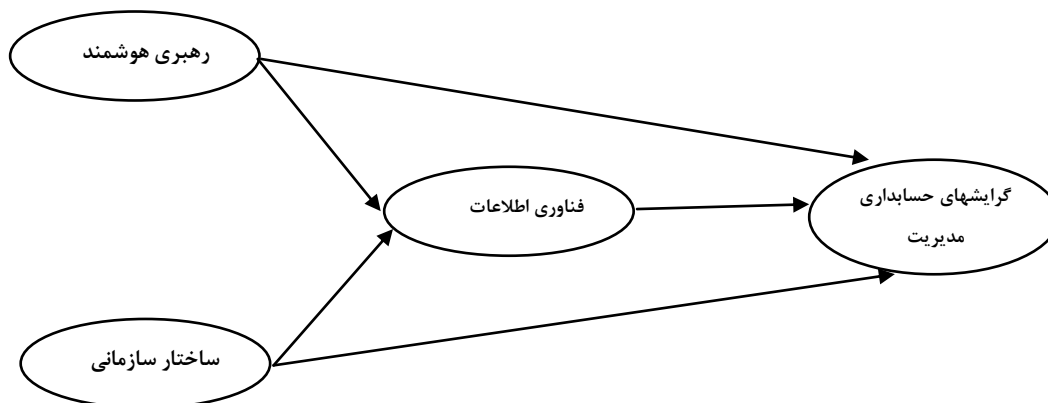 رهبری هوشمند
گرایشهای حسابداری
مدیریت
فناوری اطلاعات
ساختار سازمانی